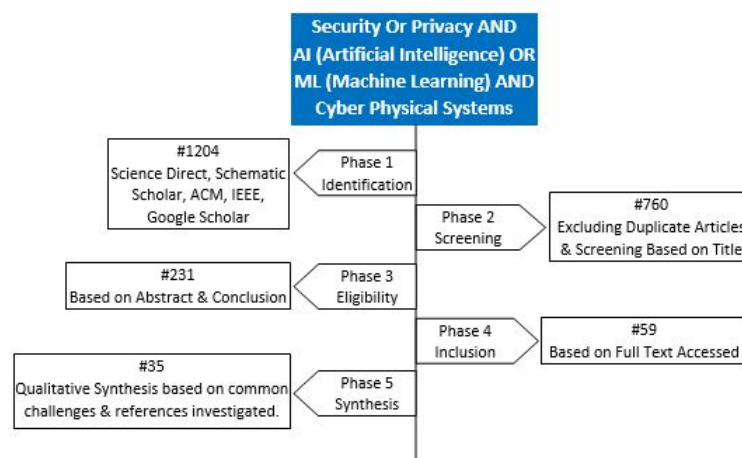 Security Or Privacy AND
AI (Artificial Intelligence) OR
ML (Machine Learning) AND
Cyber Physical Systems
#1204
Science Direct, Schematic
Scholar, ACM, IEEE,
Google Scholar
Phase 1
Identification
Phase 2
Screening
#760
Excluding Duplicate Articles
& Screening Based on Title
#231
Based on Abstract & Conclusion
Phase 3
Eligibility
Phase 4
Inclusion
#59
Based on Full Text Accessed
#35
Qualitative Synthesis based on common
challenges & references investigated.
Phase 5
Synthesis